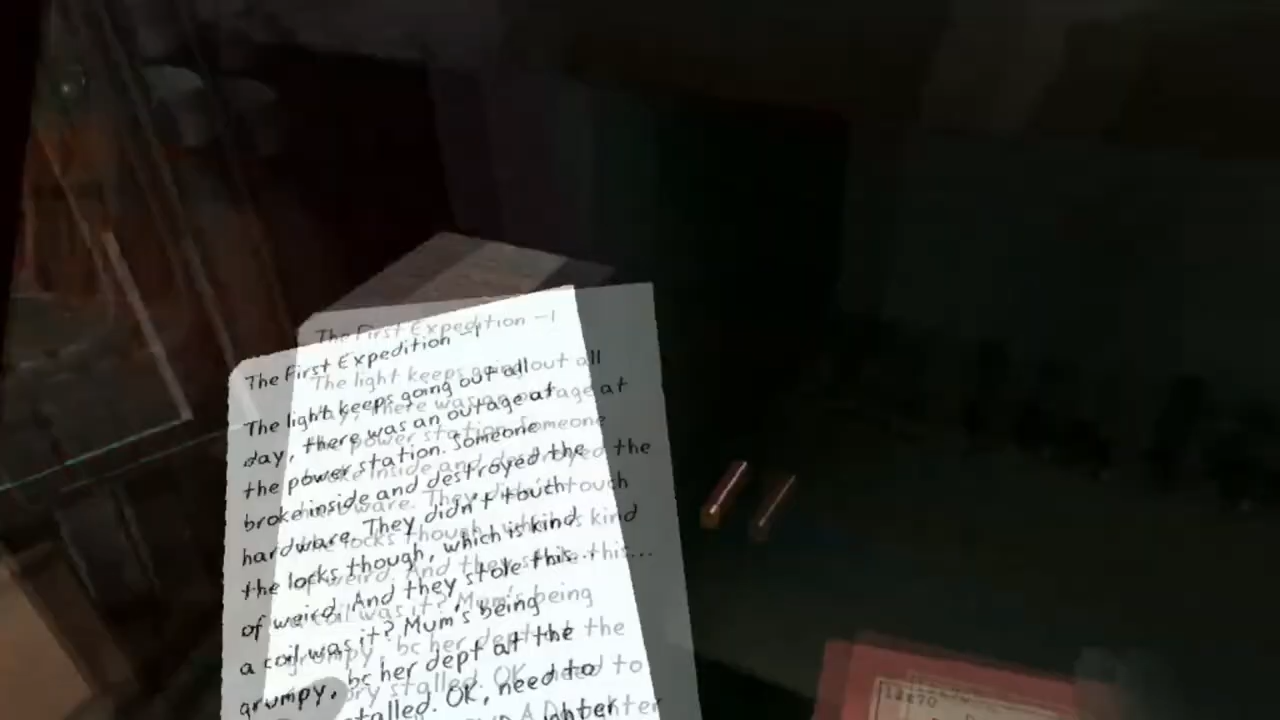 The First Expedition -1
The light keeps going out all
day, there was an outage at
the power station. Someone
broke inside and destroyed the
hardware. They didn't touch
the locks though, which is kind
of weird. And they stole this...
a coil was it? Mum's being
grumpy, bc her dept at the
stalled. OK, need to